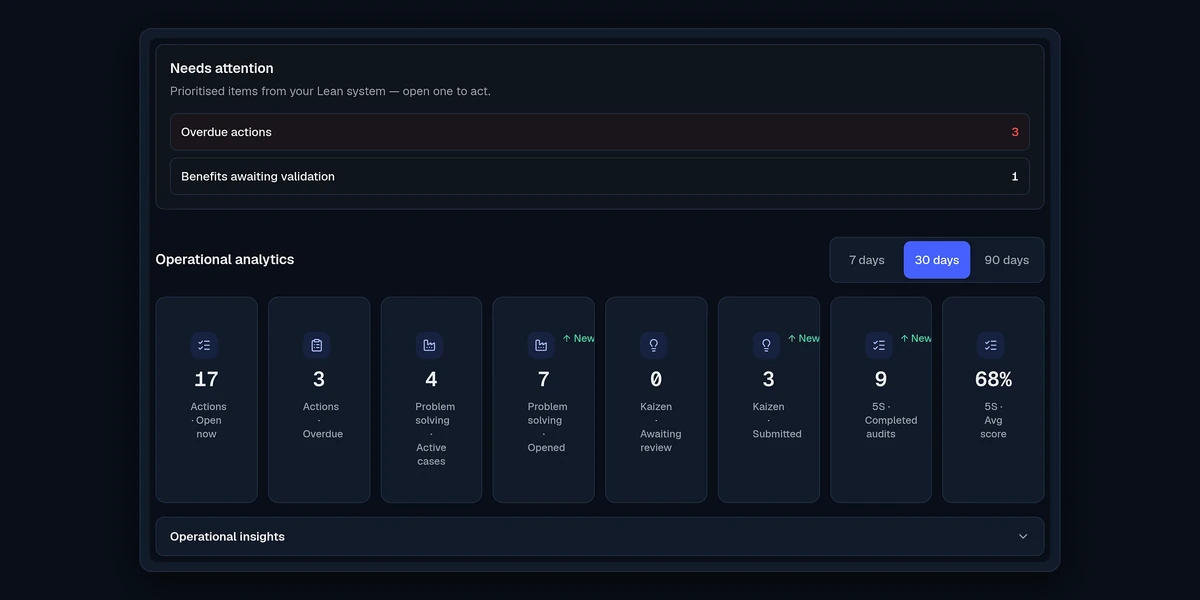 Needs attention
Prioritised items from your Lean system — open one to act.
Overdue actions
3
Benefits awaiting validation
1
Operational analytics
7 days
30 days
90 days
17
Actions
· Open
now
3
Actions
·
Overdue
4
Problem
solving
·
Active
cases
↑ New
7
Problem
solving
·
Opened
0
Kaizen
·
Awaiting
review
↑ New
3
Kaizen
·
Submitted
↑ New
9
5S ·
Completed
audits
68%
5S ·
Avg
score
Operational insights